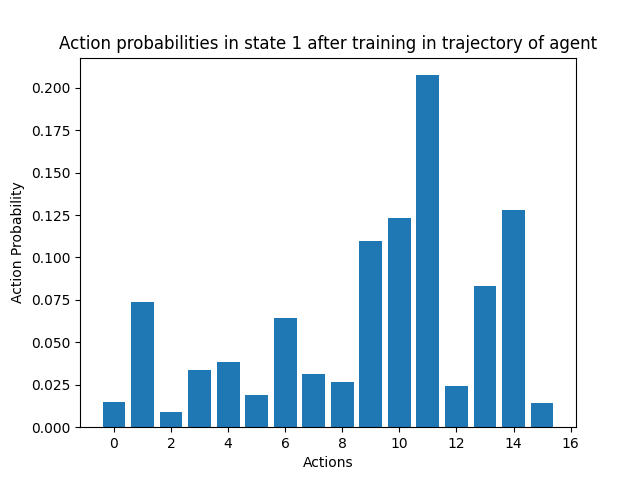 Action probabilities in state 1 after training in trajectory of agent
0.200
0.175
0.150
0.125
0.100
0.075
0.050
0.025
0.000
Action Probability
0 2 4 6 8 10 12 14 16
Actions